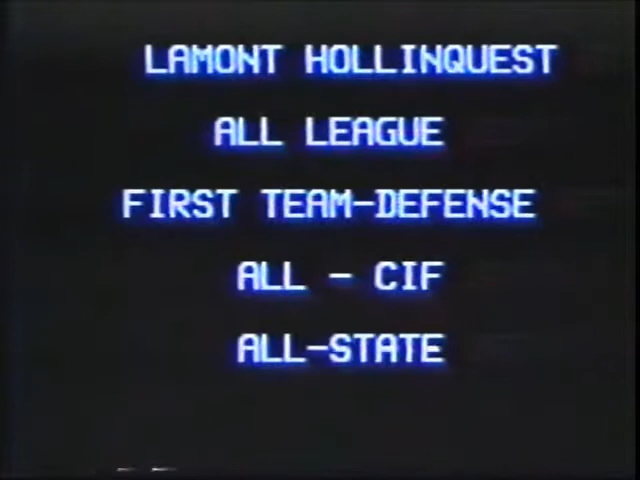 LAMONT HOLLINQUEST
ALL LEAGUE
FIRST TEAM-DEFENSE
ALL - CIF
ALL-STATE